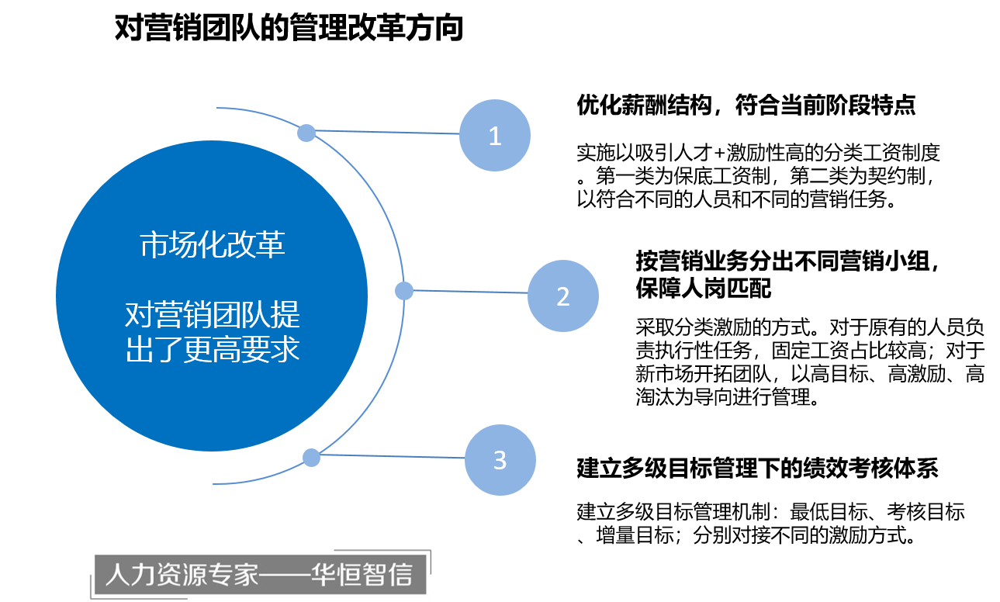 对营销团队的管理改革方向
市场化改革
对营销团队提
出了更高要求
1
优化薪酬结构，符合当前阶段特点
实施以吸引人才+激励性高的分类工资制度
。第一类为保底工资制，第二类为契约制，
以符合不同的人员和不同的营销任务。
2
按营销业务分出不同营销小组，
保障人岗匹配
采取分类激励的方式。对于原有的人员负
责执行性任务，固定工资占比较高；对于
新市场开拓团队，以高目标、高激励、高
淘汰为导向进行管理。
3
建立多级目标管理下的绩效考核体系
建立多级目标管理机制：最低目标、考核目标
、增量目标；分别对接不同的激励方式。
人力资源专家——华恒智信